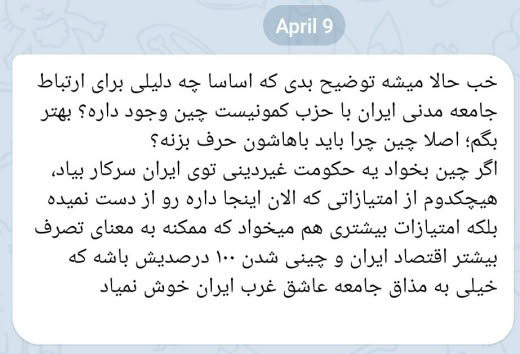 April 9
خب حالا میشه توضیح بدی که اساسا چه دلیلی برای ارتباط
جامعه مدنی ایران با حزب کمونیست چین وجود داره؟ بهتر
بگم؛ اصلا چین چرا باید باهاشون حرف بزنه؟
اگر چین بخواد یه حکومت غیردینی توی ایران سرکار بیاد،
هیچکدوم از امتیازاتی که الان اینجا داره رو از دست نمیده
بلکه امتیازات بیشتری هم میخواد که ممکنه به معنای تصرف
بیشتر اقتصاد ایران و چینی شدن ۱۰۰ درصدیش باشه که
خیلی به مذاق جامعه عاشق غرب ایران خوش نمیاد